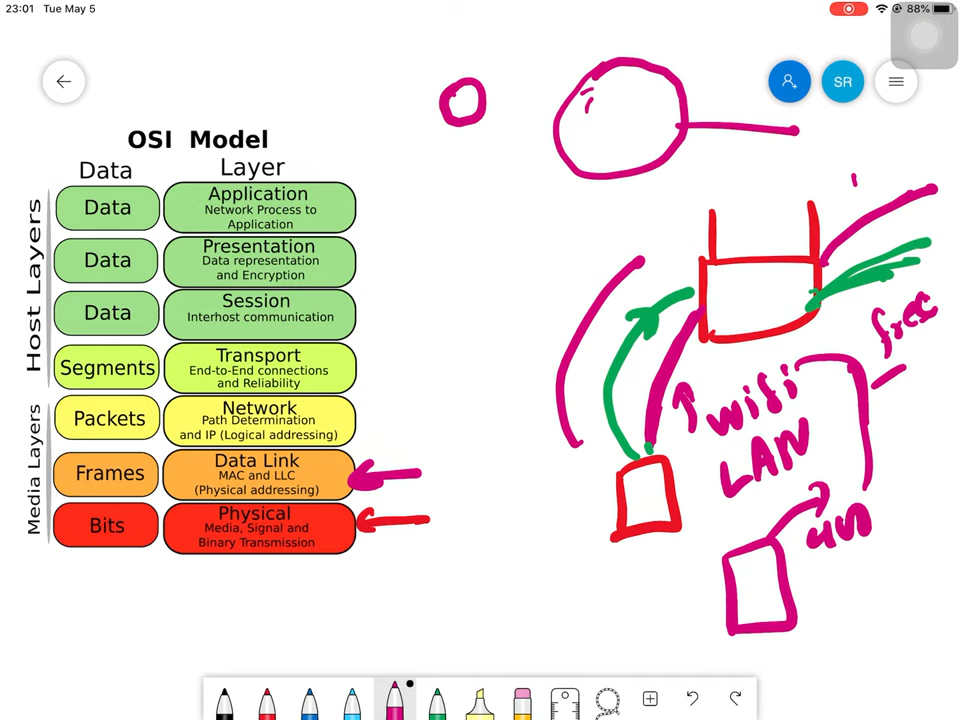 23:01 Tue May 5
88%
SR
OSI Model
Data
Layer
Host Layers
Data
Application
Network Process to
Application
Data
Presentation
Data representation
and Encryption
Data
Session
Interhost communication
Segments
Transport
End-to-End connections
and Reliability
Media Layers
Packets
Network
Path Determination
and IP (Logical addressing)
Frames
Data Link
MAC and LLC
(Physical addressing)
Bits
Physical
Media, Signal and
Binary Transmission
free
wifi
LAN